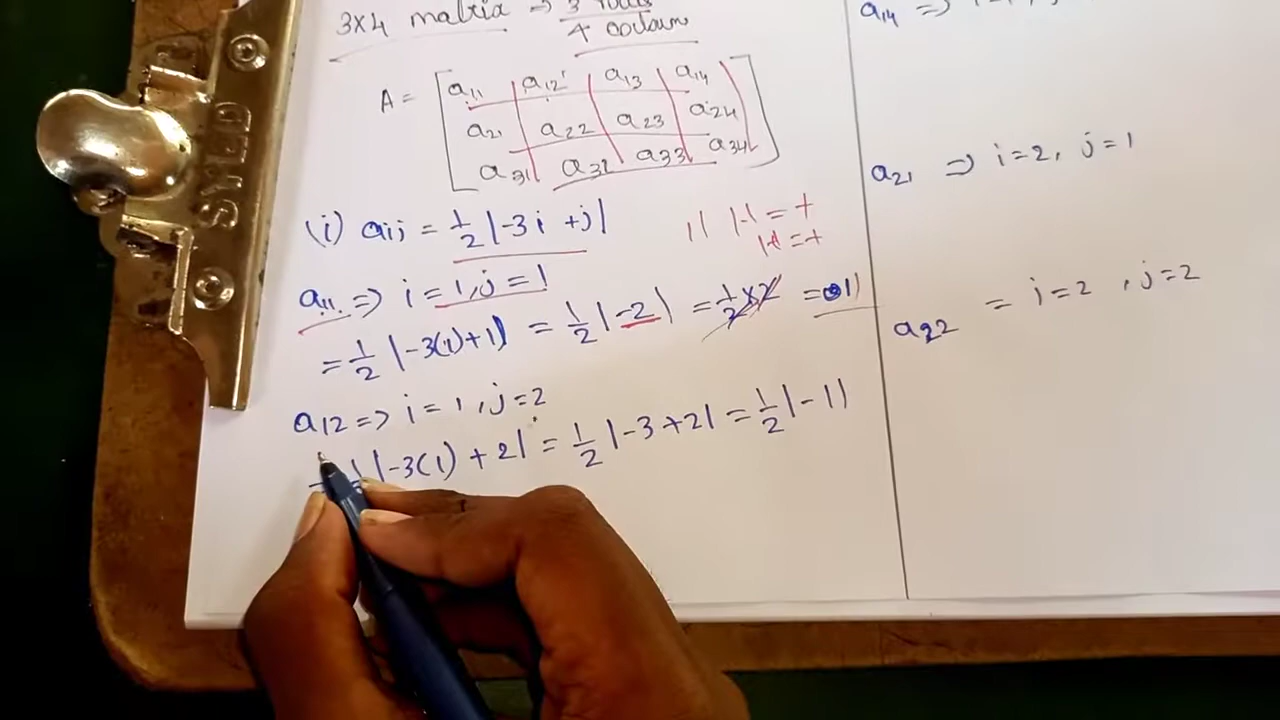 3x4 matrix => 3 rows
4 column
A = [ a11 a12 a13 a14
a21 a22 a23 a24
a31 a32 a33 a34 ]
(i) aij = 1/2 |-3i + j|
|-| = +
|+| = +
a11 => i = 1, j = 1
= 1/2 |-3(1)+1| = 1/2 |-2| = 1/2 x 2 = 1
a12 => i = 1, j = 2
|-3(1) + 2| = 1/2 |-3 + 2| = 1/2 |-1|
a14 =>
a21 => i = 2, j = 1
a22 = i = 2, j = 2
SHED